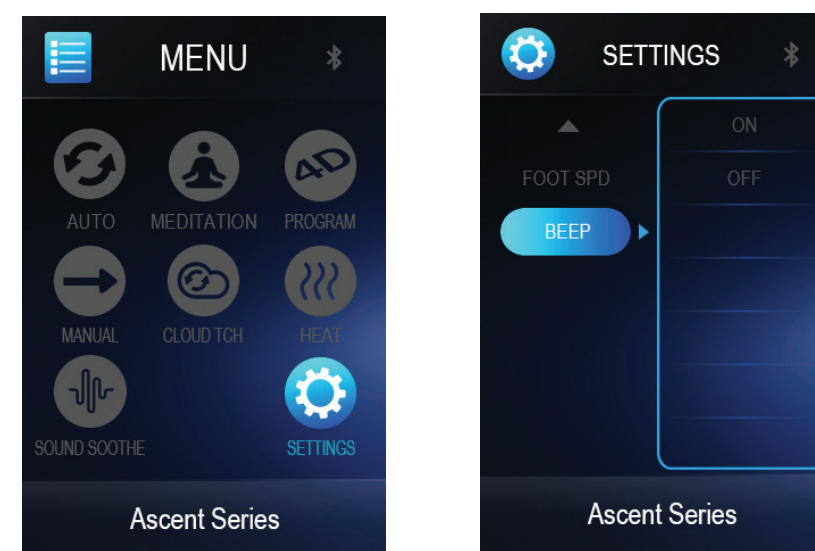 MENU
4D
AUTO MEDITATION PROGRAM
MANUAL CLOUD TCH HEAT
SOUND SOOTHE SETTINGS
Ascent Series
SETTINGS
ON
FOOT SPD OFF
BEEP
Ascent Series